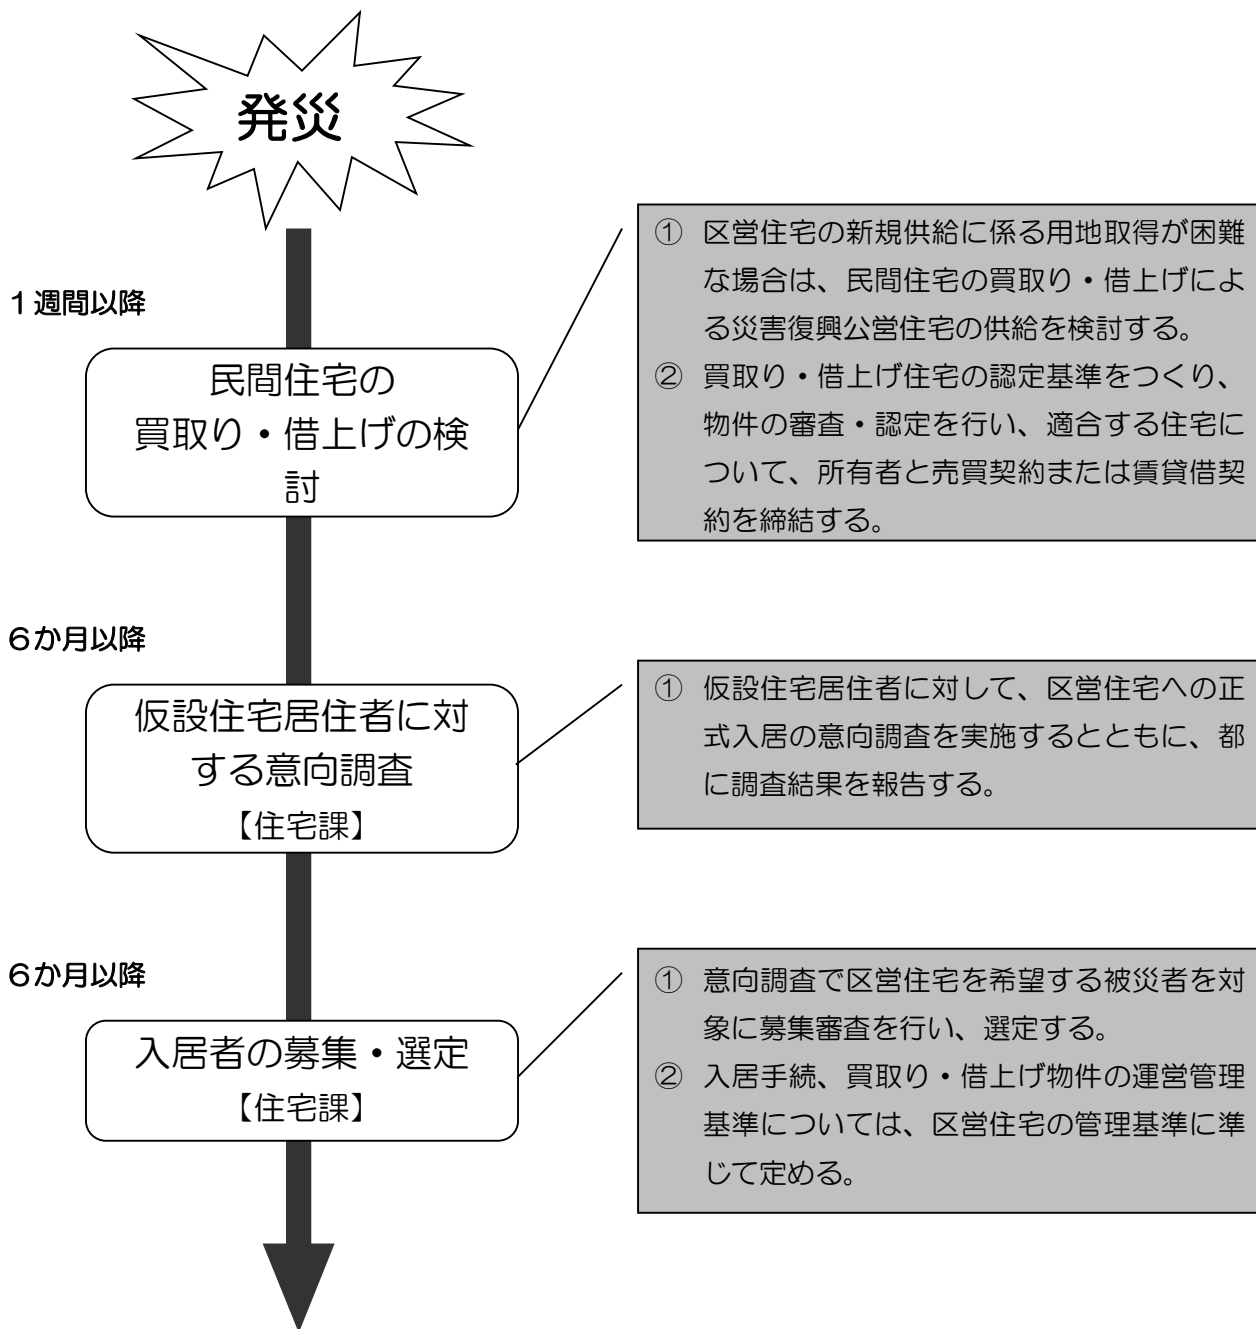 発災
１週間以降
民間住宅の
買取り・借上げの検
討
① 区営住宅の新規供給に係る用地取得が困難
な場合は、民間住宅の買取り・借上げによ
る災害復興公営住宅の供給を検討する。
② 買取り・借上げ住宅の認定基準をつくり、
物件の審査・認定を行い、適合する住宅に
ついて、所有者と売買契約または賃貸借契
約を締結する。
６か月以降
仮設住宅居住者に対
する意向調査
【住宅課】
① 仮設住宅居住者に対して、区営住宅への正
式入居の意向調査を実施するとともに、都
に調査結果を報告する。
６か月以降
入居者の募集・選定
【住宅課】
① 意向調査で区営住宅を希望する被災者を対
象に募集審査を行い、選定する。
② 入居手続、買取り・借上げ物件の運営管理
基準については、区営住宅の管理基準に準
じて定める。